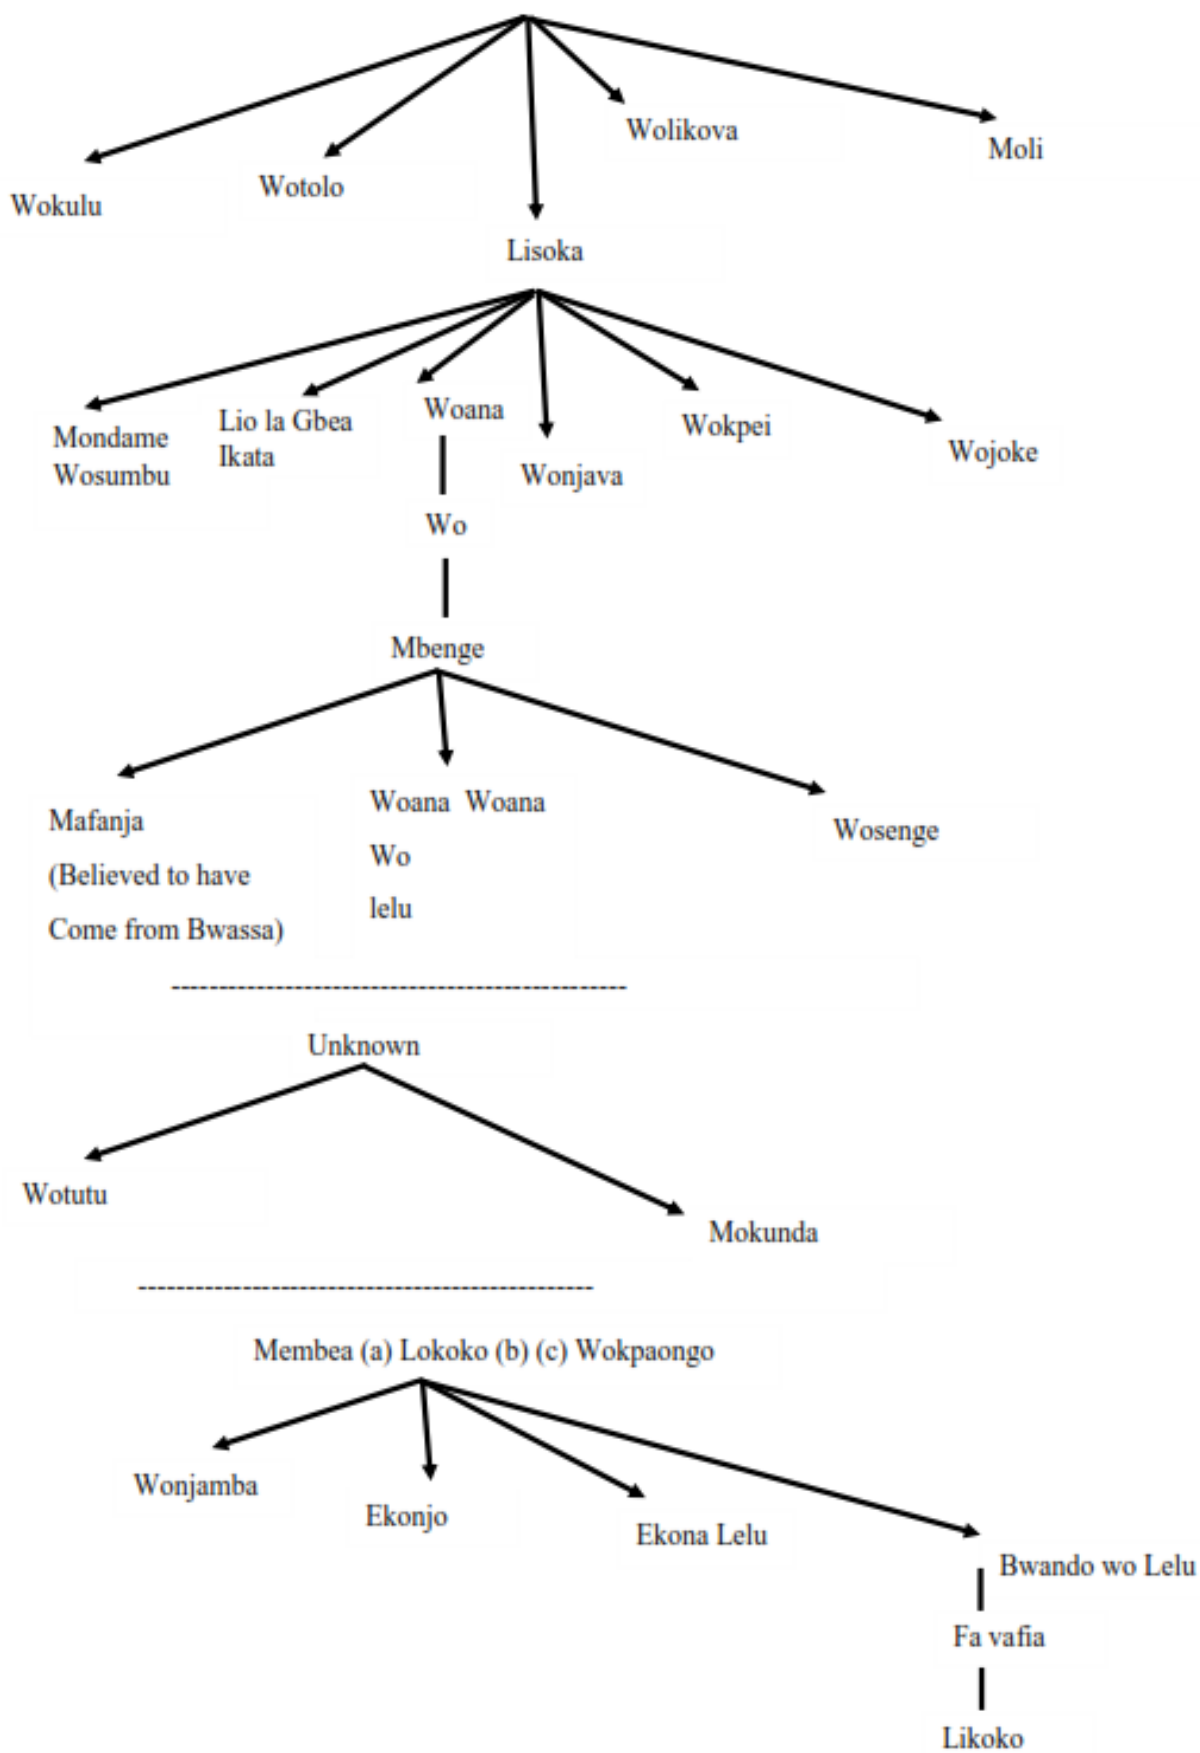 Wolikova
Moli
Wotolo
Wokulu
Lisoka
Woana
Lio la Gbea
Ikata
Wokpei
Mondame
Wosumbu
Wojoke
Wonjava
Wo
Mbenge
Mafanja
(Believed to have
Come from Bwassa)
Woana Woana
Wo
lelu
Wosenge
------------------------------------------------
Unknown
Wotutu
Mokunda
------------------------------------------------
Membea (a) Lokoko (b) (c) Wokpaongo
Wonjamba
Ekonjo
Ekona Lelu
Bwando wo Lelu
Fa vafia
Likoko